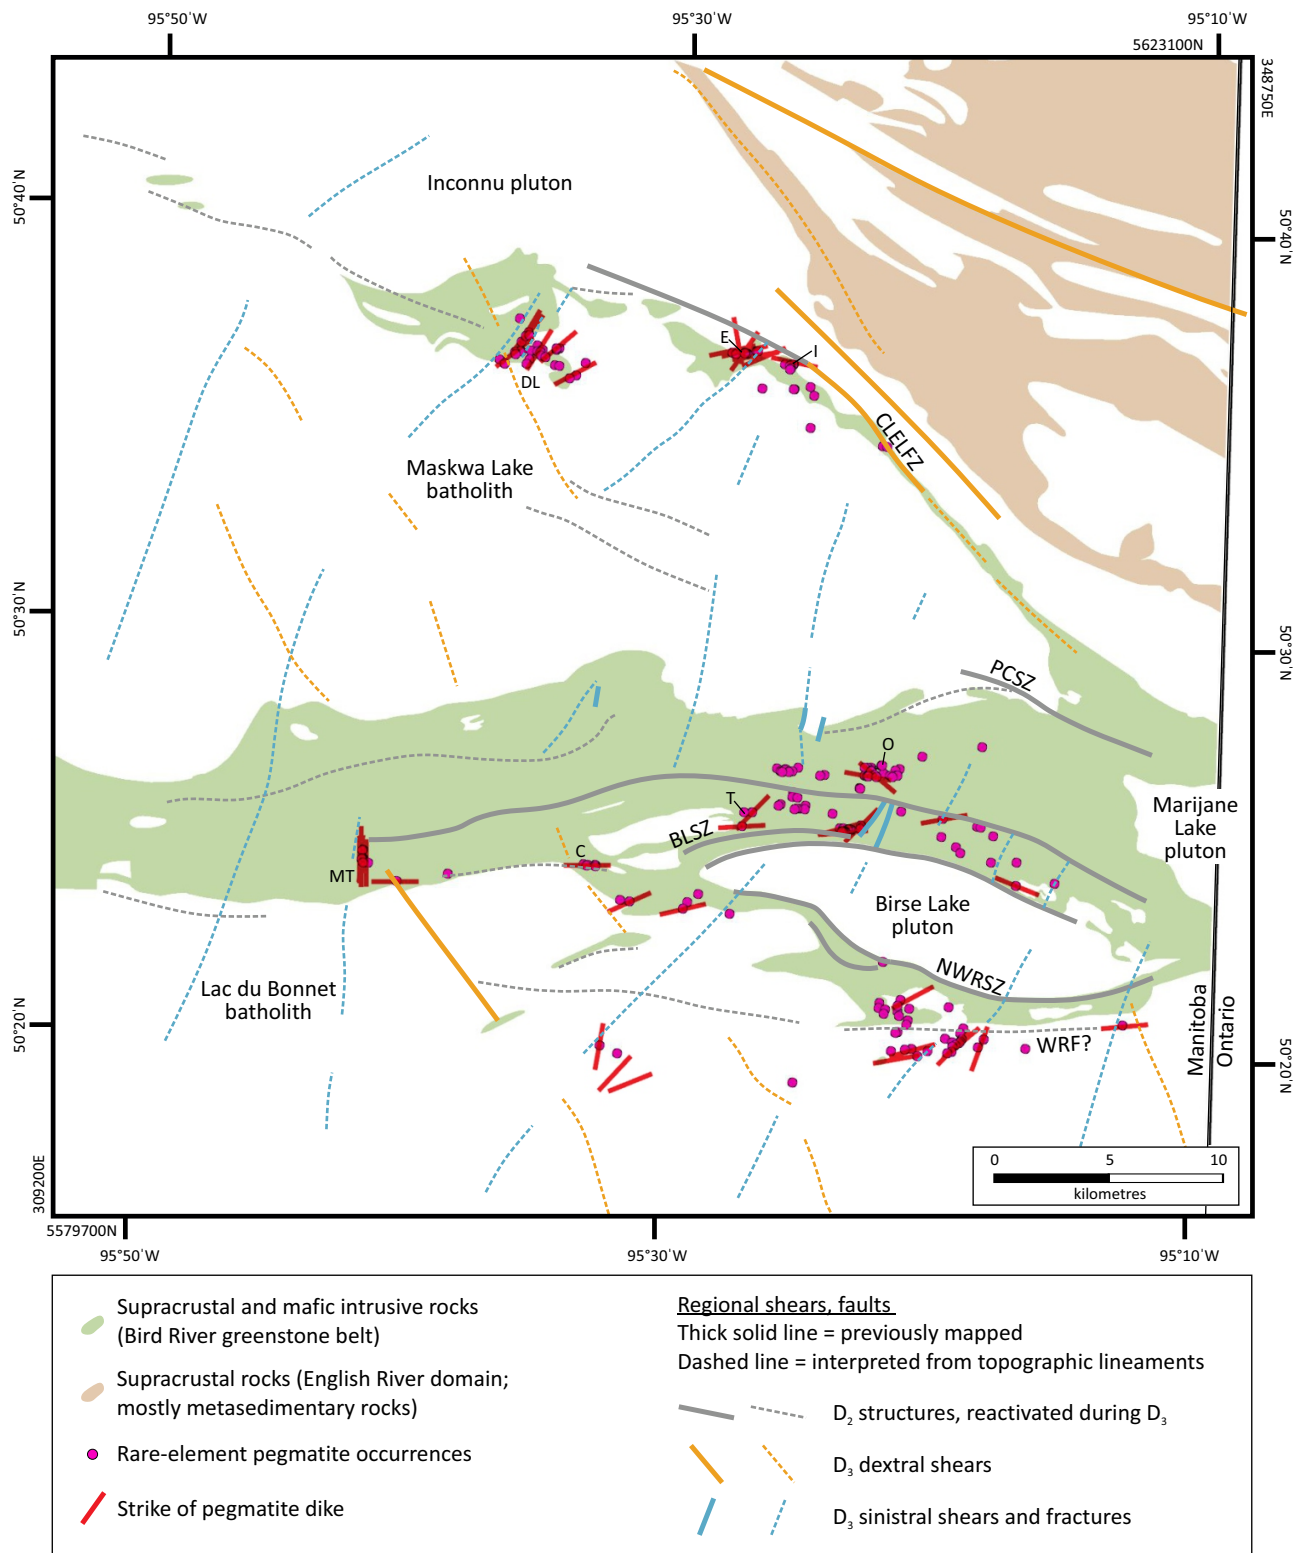 95°50'W
95°30'W
95°10'W
5623100N
348750E
50°40'N
Inconnu pluton
50°40'N
E
I
DL
CLELFZ
Maskwa Lake
batholith
50°30'N
50°30'N
PCSZ
O
T
BLSZ
Marijane
Lake
pluton
C
MT
Birse Lake
pluton
NWRSZ
Lac du Bonnet
batholith
50°20'N
WRF?
Manitoba
Ontario
50°20'N
0 5 10
kilometres
309200E
5579700N
95°50'W
95°30'W
95°10'W
Supracrustal and mafic intrusive rocks
(Bird River greenstone belt)
Supracrustal rocks (English River domain;
mostly metasedimentary rocks)
Rare-element pegmatite occurrences
Strike of pegmatite dike
Regional shears, faults
Thick solid line = previously mapped
Dashed line = interpreted from topographic lineaments
D₂ structures, reactivated during D₃
D₃ dextral shears
D₃ sinistral shears and fractures